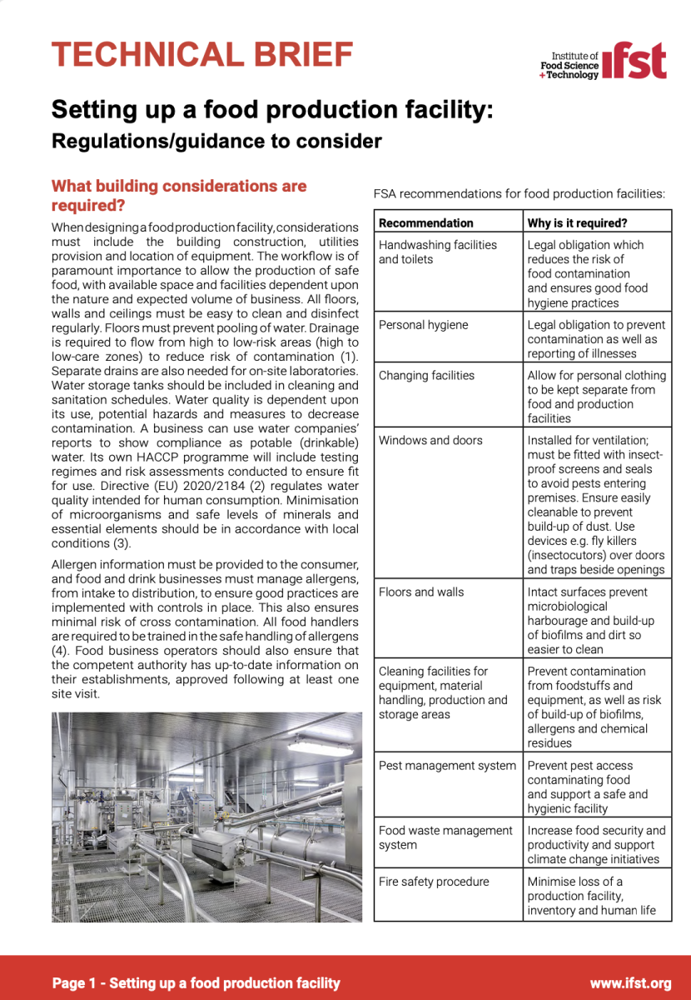 TECHNICAL BRIEF
Institute of
Food Science
+Technology
ifst
Setting up a food production facility:
Regulations/guidance to consider
What building considerations are
required?
When designing a food production facility, considerations
must include the building construction, utilities
provision and location of equipment. The workflow is of
paramount importance to allow the production of safe
food, with available space and facilities dependent upon
the nature and expected volume of business. All floors,
walls and ceilings must be easy to clean and disinfect
regularly. Floors must prevent pooling of water. Drainage
is required to flow from high to low-risk areas (high to
low-care zones) to reduce risk of contamination (1).
Separate drains are also needed for on-site laboratories.
Water storage tanks should be included in cleaning and
sanitation schedules. Water quality is dependent upon
its use, potential hazards and measures to decrease
contamination. A business can use water companies’
reports to show compliance as potable (drinkable)
water. Its own HACCP programme will include testing
regimes and risk assessments conducted to ensure fit
for use. Directive (EU) 2020/2184 (2) regulates water
quality intended for human consumption. Minimisation
of microorganisms and safe levels of minerals and
essential elements should be in accordance with local
conditions (3).
Allergen information must be provided to the consumer,
and food and drink businesses must manage allergens,
from intake to distribution, to ensure good practices are
implemented with controls in place. This also ensures
minimal risk of cross contamination. All food handlers
are required to be trained in the safe handling of allergens
(4). Food business operators should also ensure that
the competent authority has up-to-date information on
their establishments, approved following at least one
site visit.
FSA recommendations for food production facilities:
Recommendation
Why is it required?
Handwashing facilities
and toilets
Legal obligation which
reduces the risk of
food contamination
and ensures good food
hygiene practices
Personal hygiene
Legal obligation to prevent
contamination as well as
reporting of illnesses
Changing facilities
Allow for personal clothing
to be kept separate from
food and production
facilities
Windows and doors
Installed for ventilation;
must be fitted with insect-
proof screens and seals
to avoid pests entering
premises. Ensure easily
cleanable to prevent
build-up of dust. Use
devices e.g. fly killers
(insectocutors) over doors
and traps beside openings
Floors and walls
Intact surfaces prevent
microbiological
harbourage and build-up
of biofilms and dirt so
easier to clean
Cleaning facilities for
equipment, material
handling, production and
storage areas
Prevent contamination
from foodstuffs and
equipment, as well as risk
of build-up of biofilms,
allergens and chemical
residues
Pest management system
Prevent pest access
contaminating food
and support a safe and
hygienic facility
Food waste management
system
Increase food security and
productivity and support
climate change initiatives
Fire safety procedure
Minimise loss of a
production facility,
inventory and human life
Page 1 - Setting up a food production facility
www.ifst.org